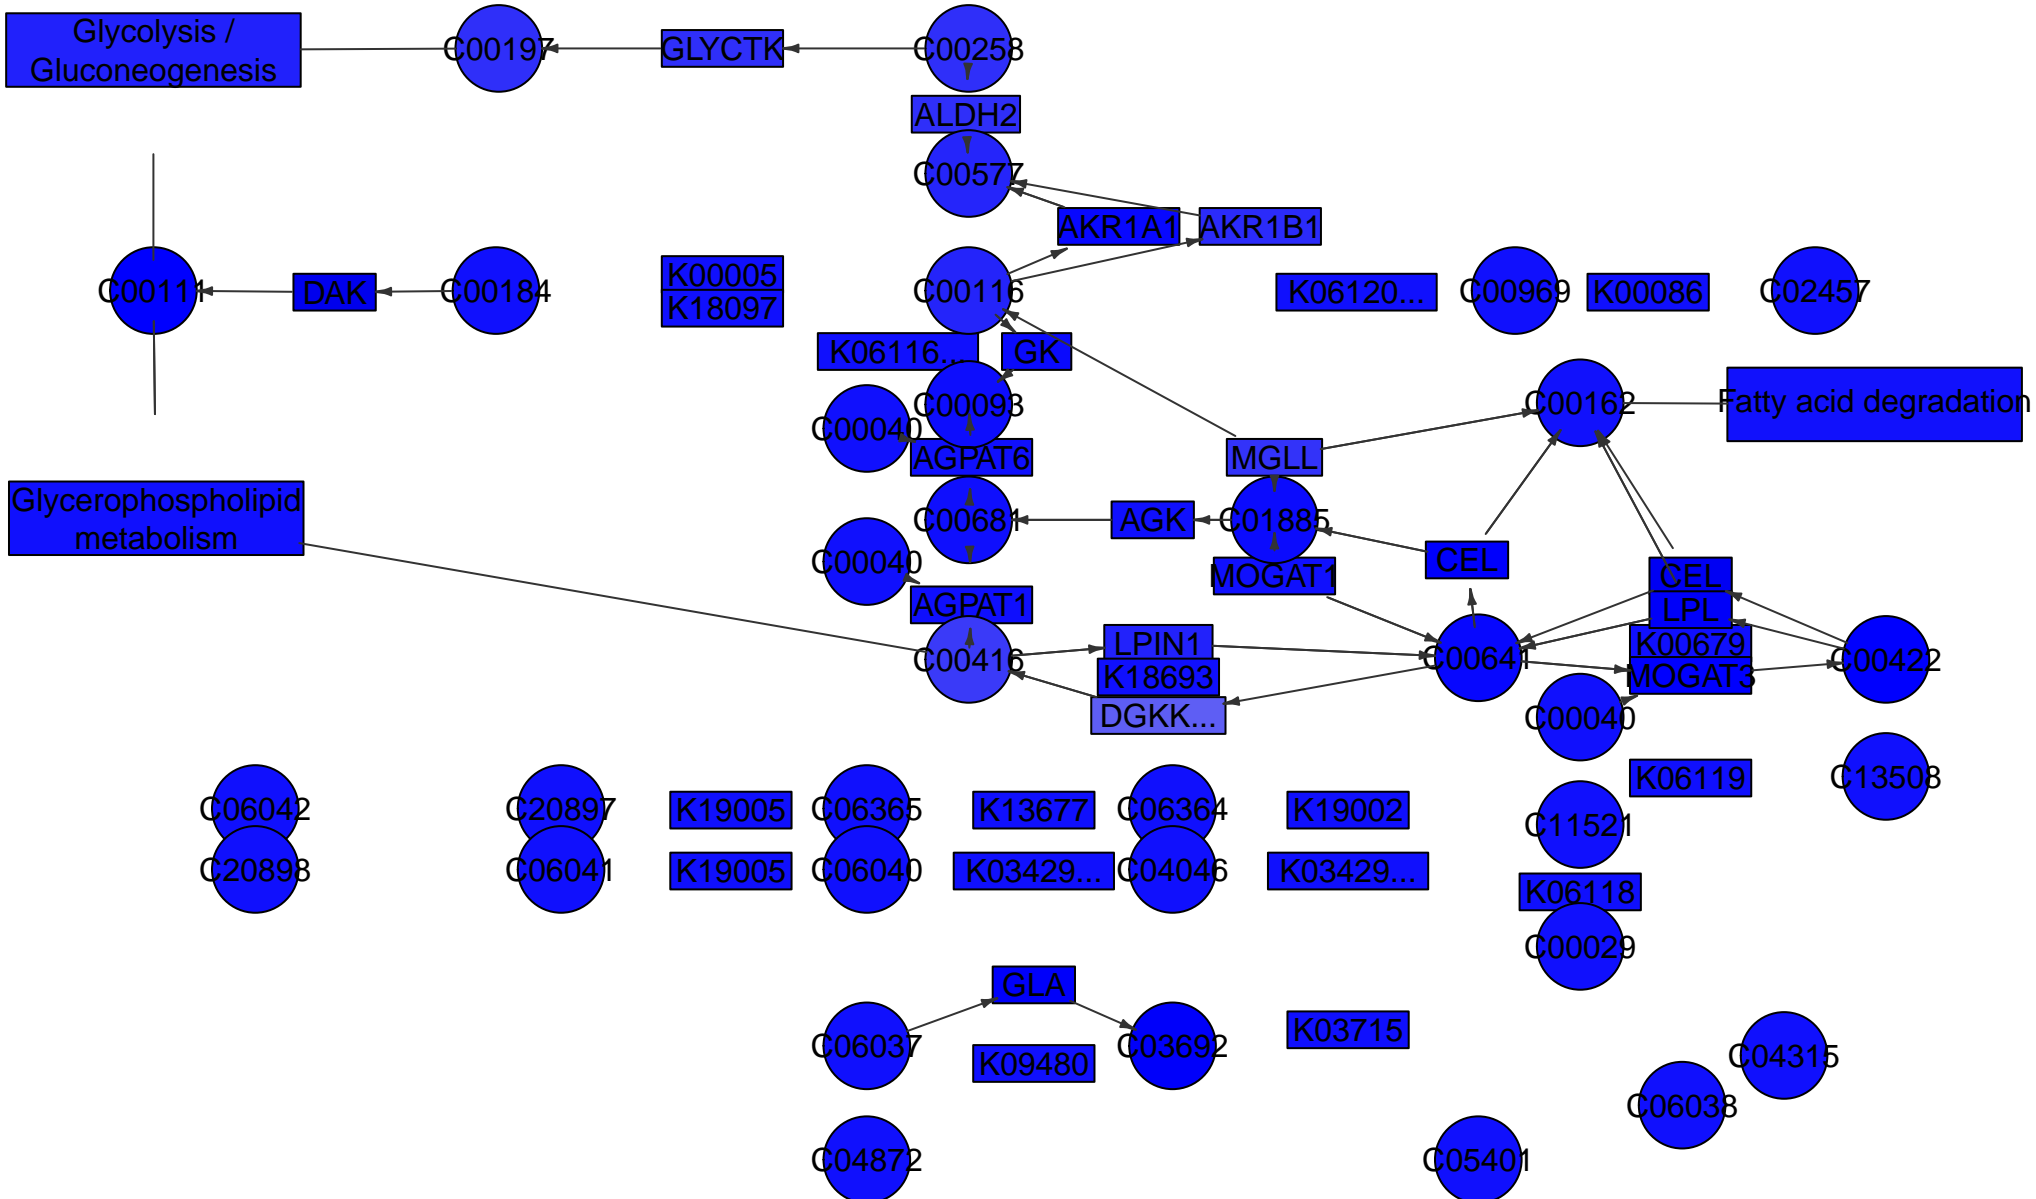 Glycolysis /
Gluconeogenesis
C00197
GLYCTK
C00258
ALDH2
C00577
AKR1A1
AKR1B1
C00111
DAK
C00184
K00005
K18097
C00116
K06120...
C00969
K00086
C02457
K06116...
GK
C00093
C00040
AGPAT6
MGLL
C00162
Fatty acid degradation
Glycerophospholipid
metabolism
C00681
AGK
C01885
C00040
MOGAT1
CEL
CEL
AGPAT1
LPL
C00416
LPIN1
K18693
DGKK...
C00641
K00679
MOGAT3
C00422
C00040
K06119
C13508
C06042
C20897
K19005
C06365
K13677
C06364
K19002
C11521
C20898
C06041
K19005
C06040
K03429...
C04046
K03429...
K06118
C00029
GLA
C06037
K09480
C03692
K03715
C04315
C06038
C04872
C05401